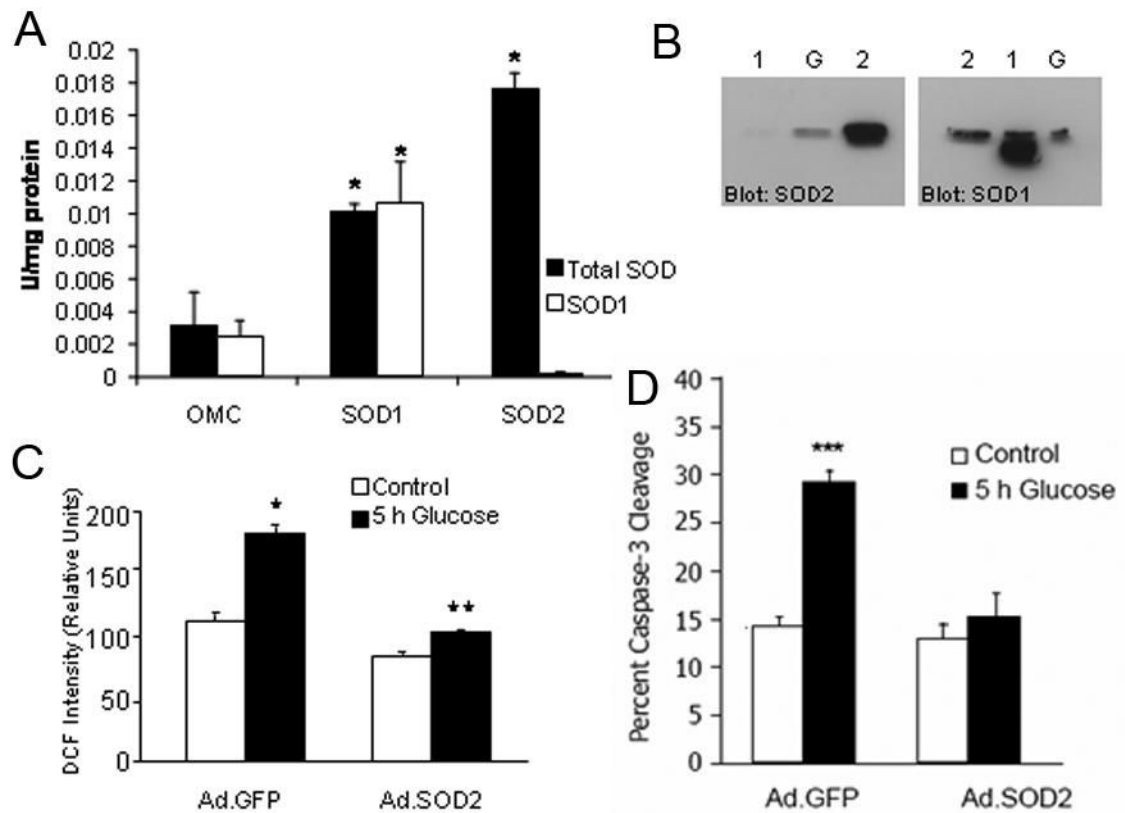 A
U/mg protein
0.02
0.018
0.016
0.014
0.012
0.01
0.008
0.006
0.004
0.002
0
*
*
*
Total SOD
SOD1
OMC SOD1 SOD2
B
1 G 2
2 1 G
Blot: SOD2
Blot: SOD1
C
DCF Intensity (Relative Units)
200
150
100
50
0
Control
5 h Glucose
*
**
Ad.GFP Ad.SOD2
D
Percent Caspase-3 Cleavage
40
35
30
25
20
15
10
5
0
***
Control
5 h Glucose
Ad.GFP Ad.SOD2